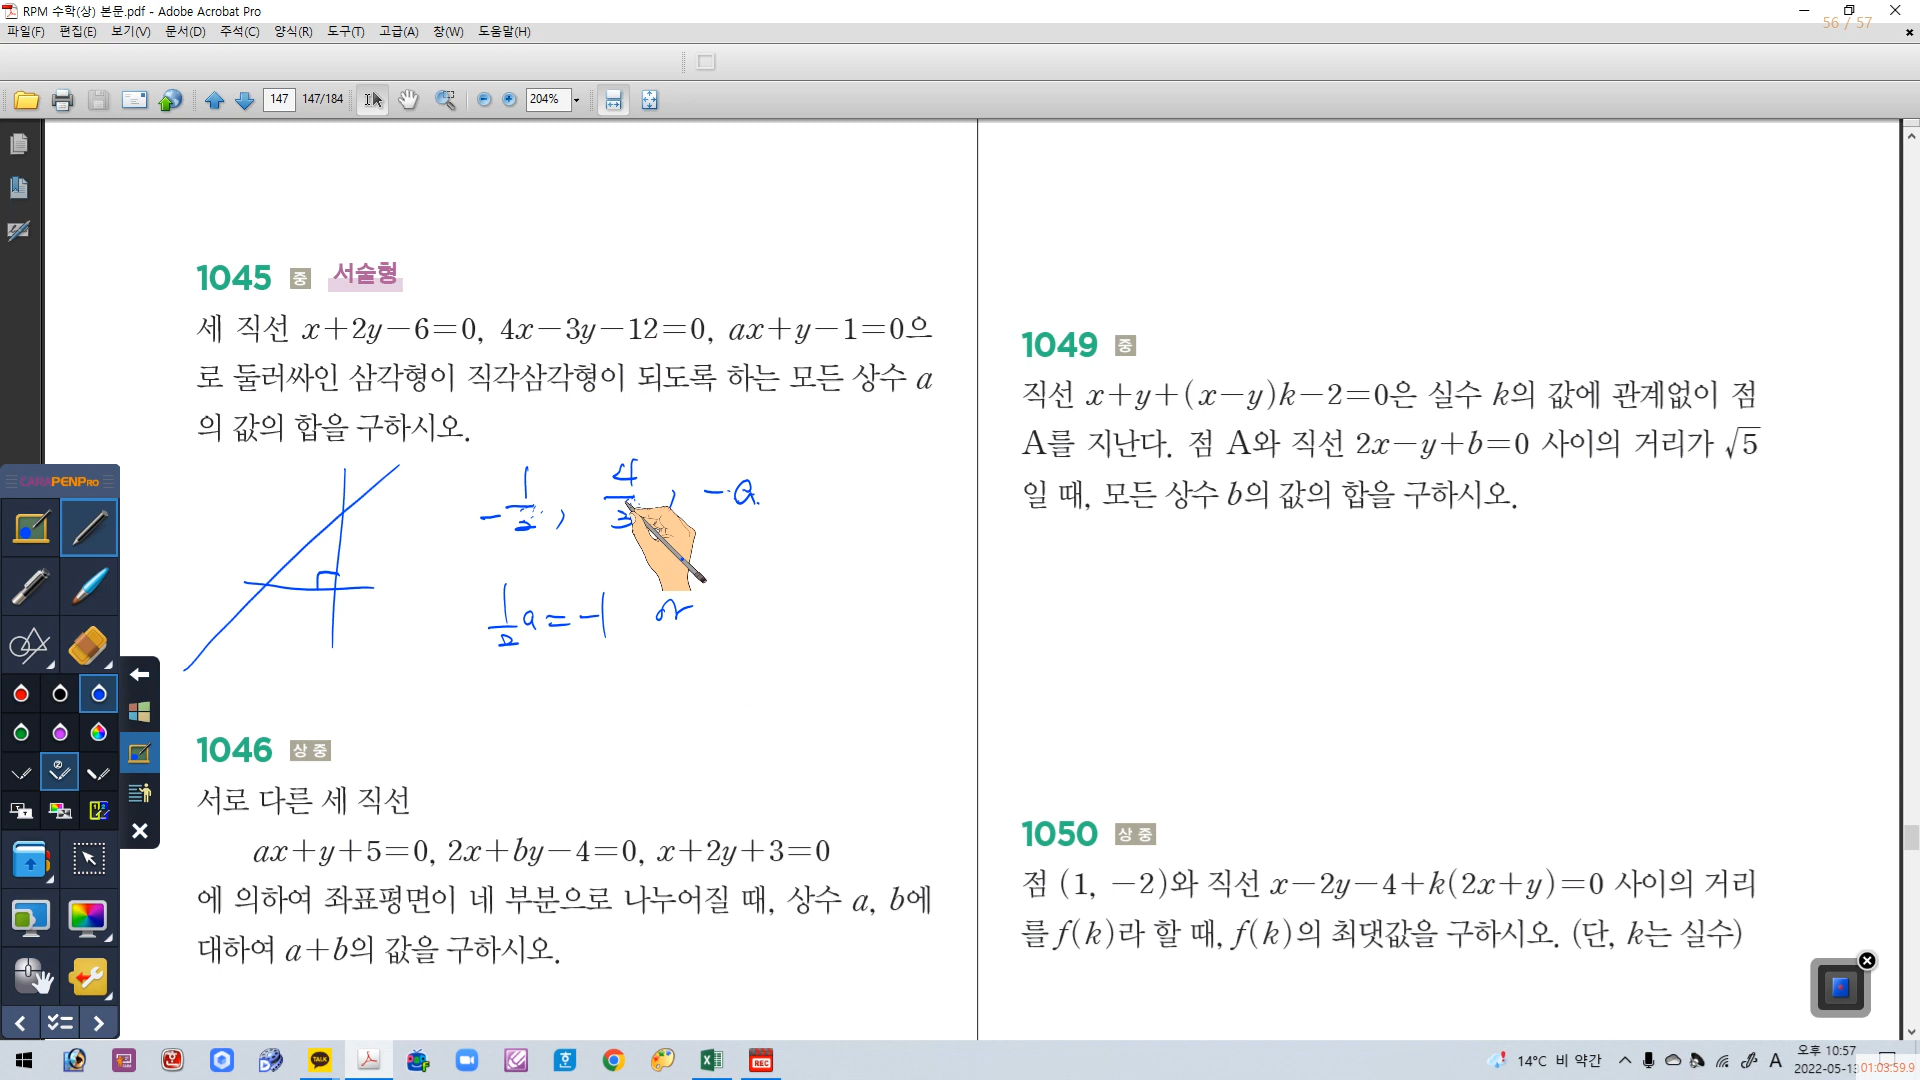 RPM 수학(상) 본문.pdf - Adobe Acrobat Pro
56 / 57
파일(F) 편집(E) 보기(V) 문서(D) 주석(C) 양식(R) 도구(T) 고급(A) 창(W) 도움말(H)
147 147/184 204%
1045 중 서술형
세 직선 x+2y-6=0, 4x-3y-12=0, ax+y-1=0으
로 둘러싸인 삼각형이 직각삼각형이 되도록 하는 모든 상수 a
의 값의 합을 구하시오.
-1/2, 4/3, -a.
1/2 a = -1 or
1046 상 중
서로 다른 세 직선
ax+y+5=0, 2x+by-4=0, x+2y+3=0
에 의하여 좌표평면이 네 부분으로 나누어질 때, 상수 a, b에
대하여 a+b의 값을 구하시오.
1049 중
직선 x+y+(x-y)k-2=0은 실수 k의 값에 관계없이 점
A를 지난다. 점 A와 직선 2x-y+b=0 사이의 거리가 √5
일 때, 모든 상수 b의 값의 합을 구하시오.
1050 상 중
점 (1, -2)와 직선 x-2y-4+k(2x+y)=0 사이의 거리
를 f(k)라 할 때, f(k)의 최댓값을 구하시오. (단, k는 실수)
CARAPENPRO
②
TALK
REC
14°C 비 약간
A
오후 10:57
2022-05-13
01:03:59.9